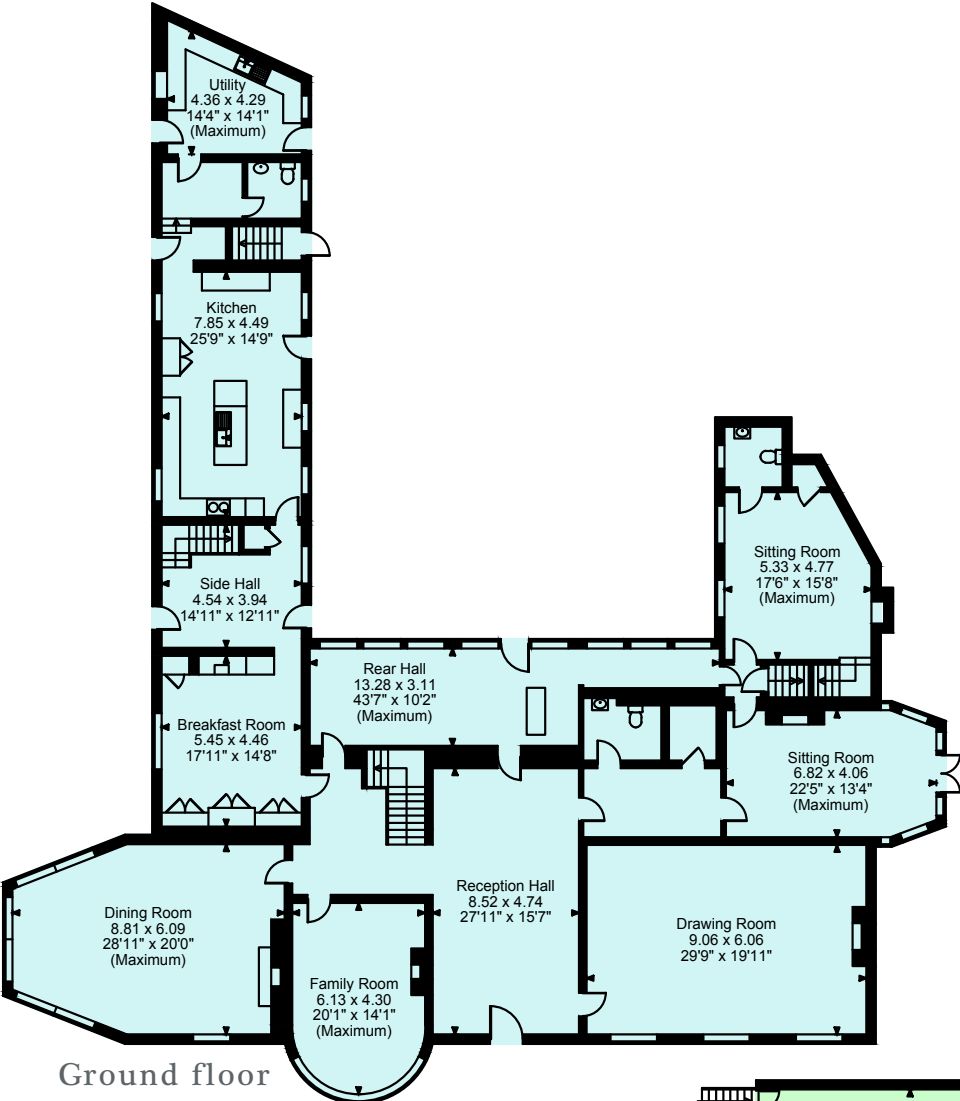 Utility
4.36 x 4.29
14'4" x 14'1"
(Maximum)
Kitchen
7.85 x 4.49
25'9" x 14'9"
Sitting Room
5.33 x 4.77
17'6" x 15'8"
(Maximum)
Side Hall
4.54 x 3.94
14'11" x 12'11"
Rear Hall
13.28 x 3.11
43'7" x 10'2"
(Maximum)
Breakfast Room
5.45 x 4.46
17'11" x 14'8"
Sitting Room
6.82 x 4.06
22'5" x 13'4"
(Maximum)
Reception Hall
8.52 x 4.74
27'11" x 15'7"
Dining Room
8.81 x 6.09
28'11" x 20'0"
(Maximum)
Drawing Room
9.06 x 6.06
29'9" x 19'11"
Family Room
6.13 x 4.30
20'1" x 14'1"
(Maximum)
Ground floor